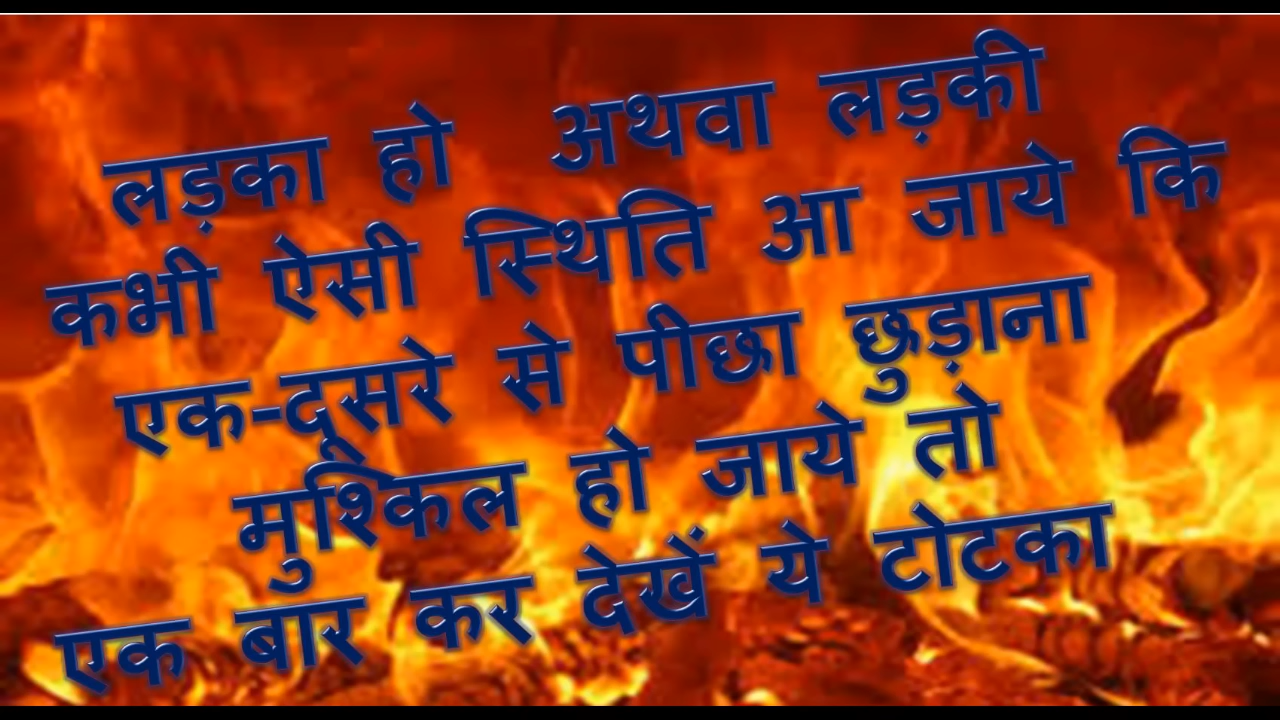 लड़का हो अथवा लड़की
कभी ऐसी स्थिति आ जाये कि
एक-दूसरे से पीछा छुड़ाना
मुश्किल हो जाये तो
एक बार कर देखें ये टोटका